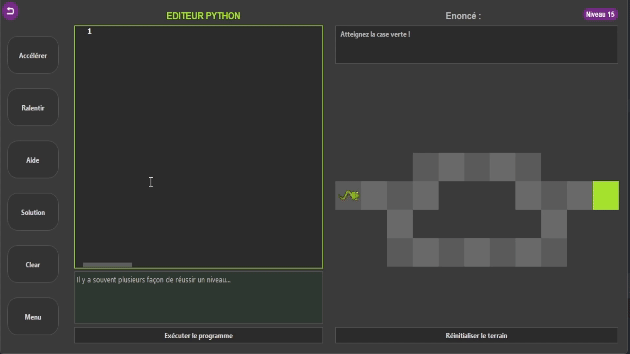 EDITEUR PYTHON
Enoncé :
Niveau 15
1
Atteignez la case verte !
Accélérer
Ralentir
Aide
Solution
Clear
Menu
Il y a souvent plusieurs façon de réussir un niveau...
Exécuter le programme
Réinitialiser le terrain